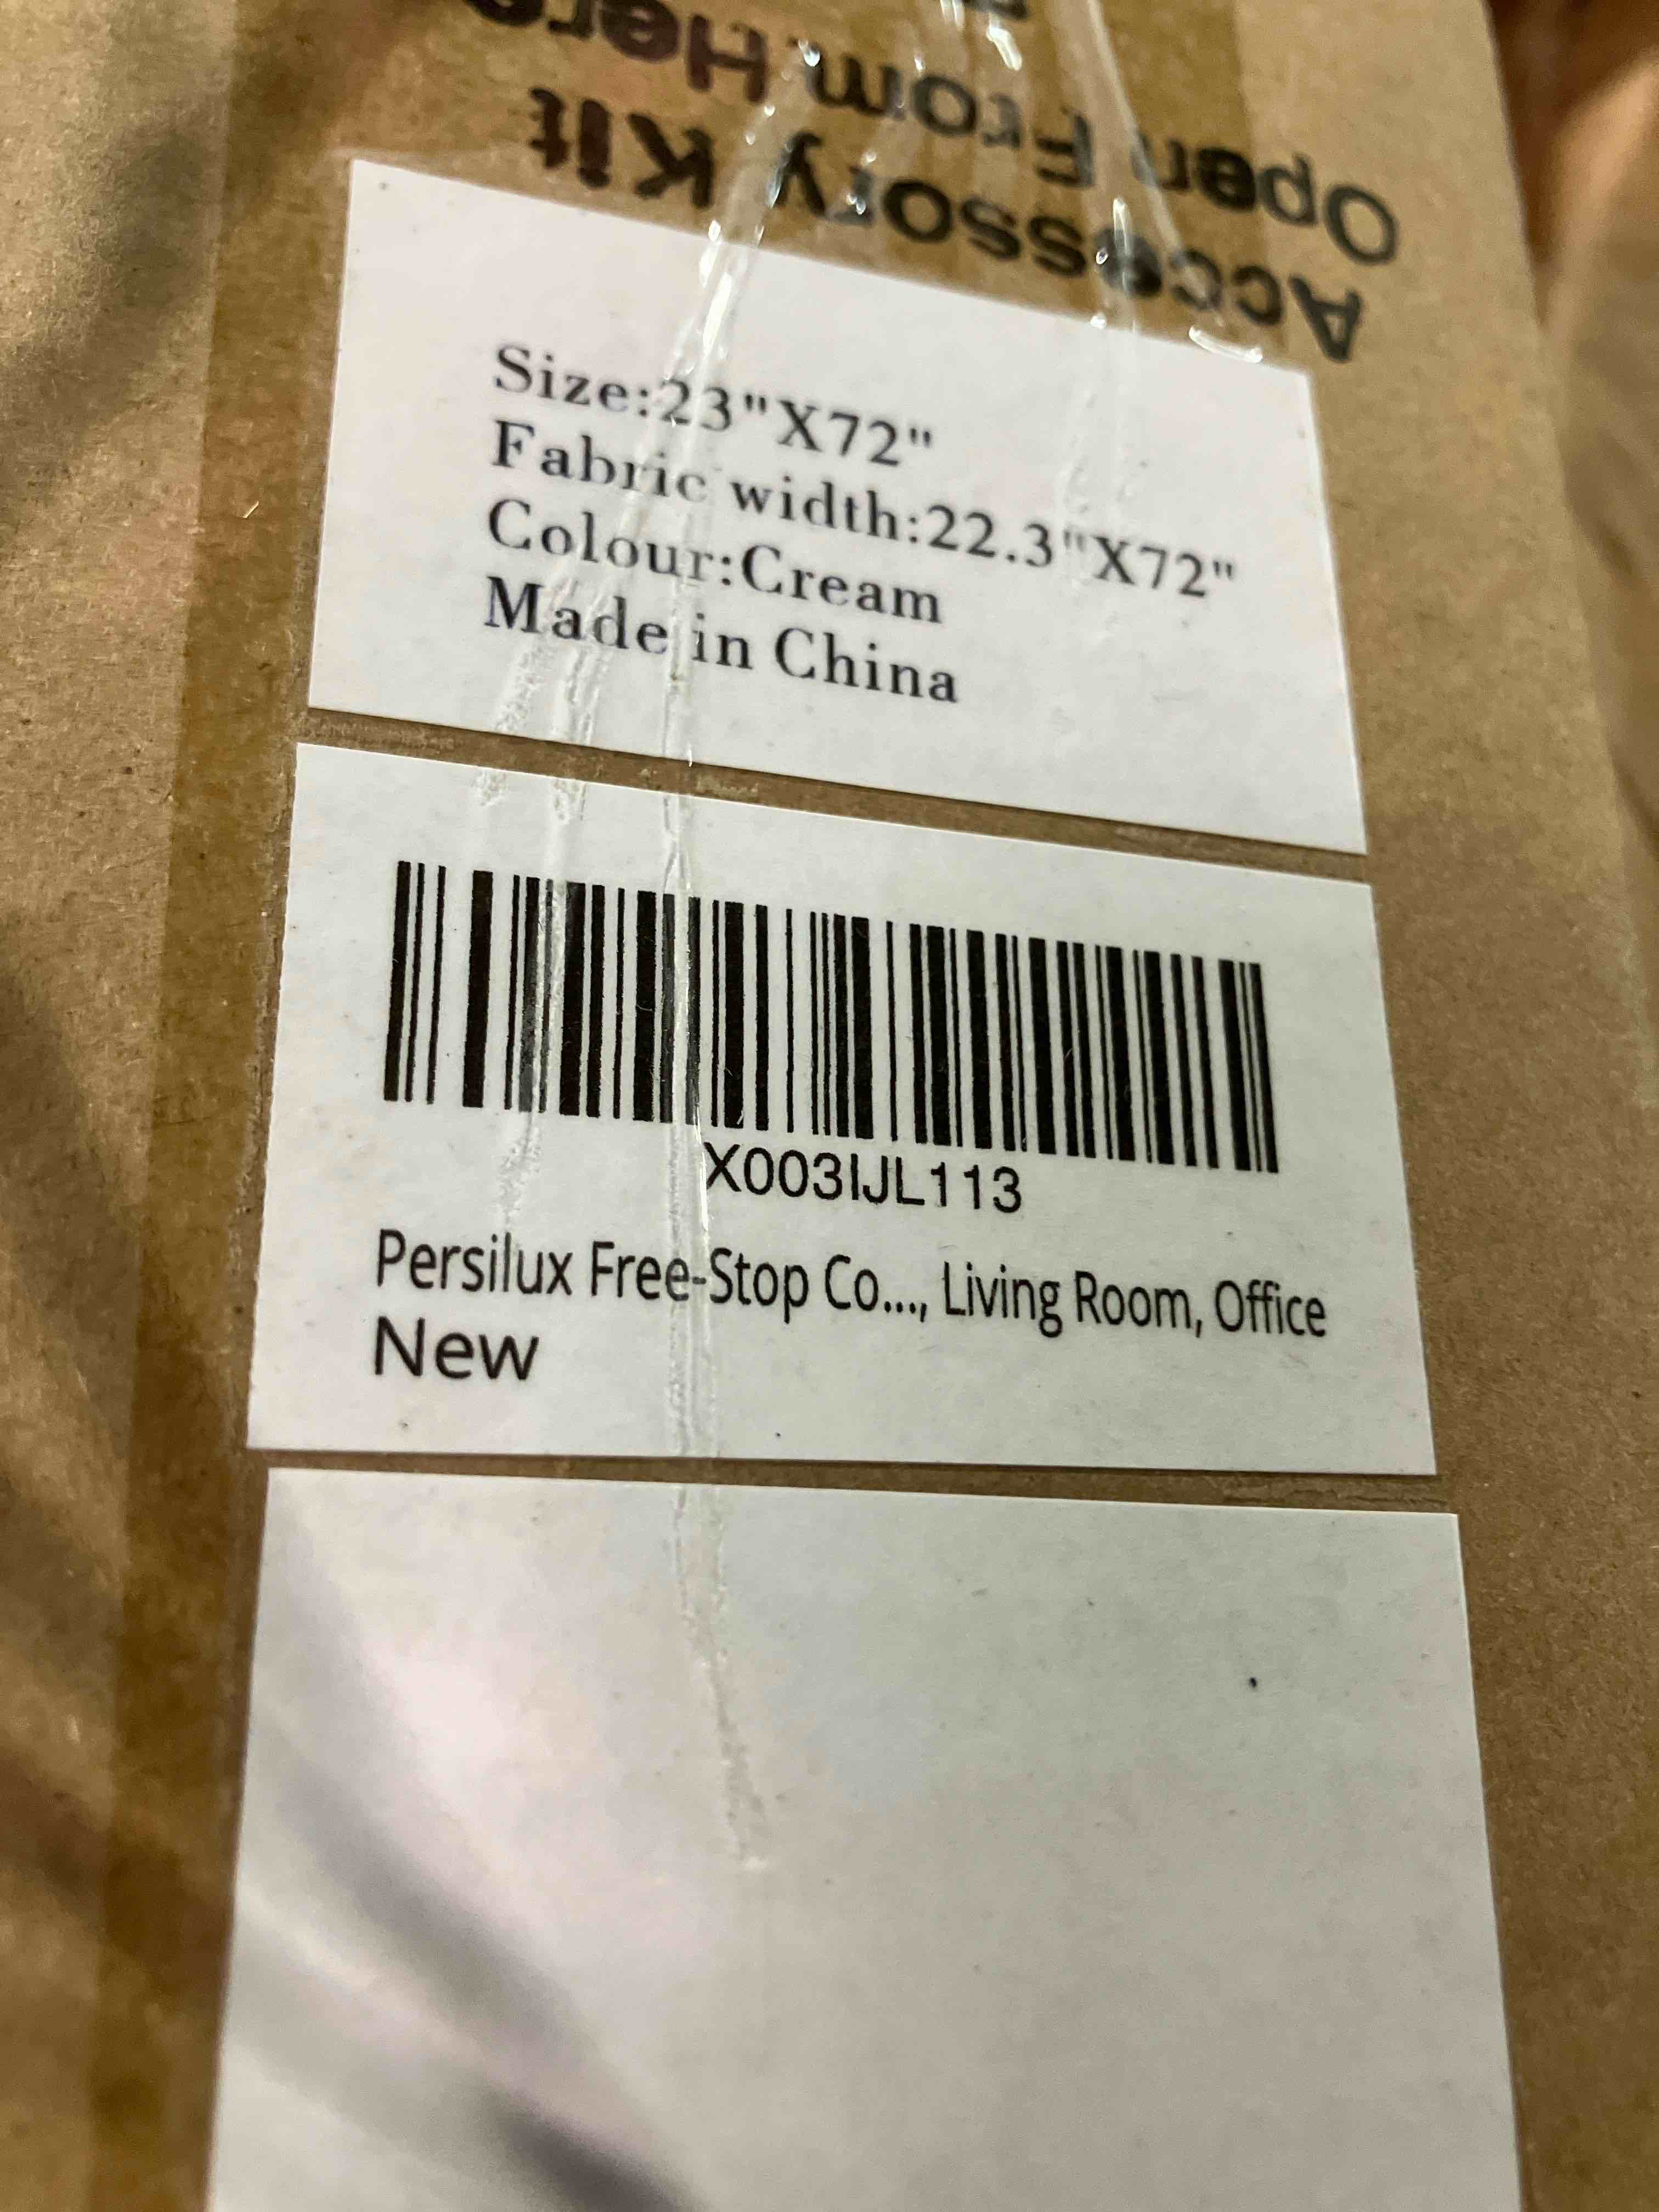 Open From Here
Accessory Kit
Size:23"X72"
Fabric width:22.3"X72"
Colour:Cream
Made in China
X003IJL113
Persilux Free-Stop Co..., Living Room, Office
New